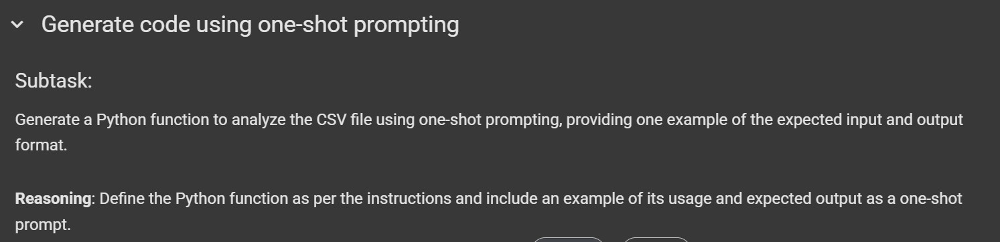 Generate code using one-shot prompting
Subtask:
Generate a Python function to analyze the CSV file using one-shot prompting, providing one example of the expected input and output
format.
Reasoning: Define the Python function as per the instructions and include an example of its usage and expected output as a one-shot
prompt.